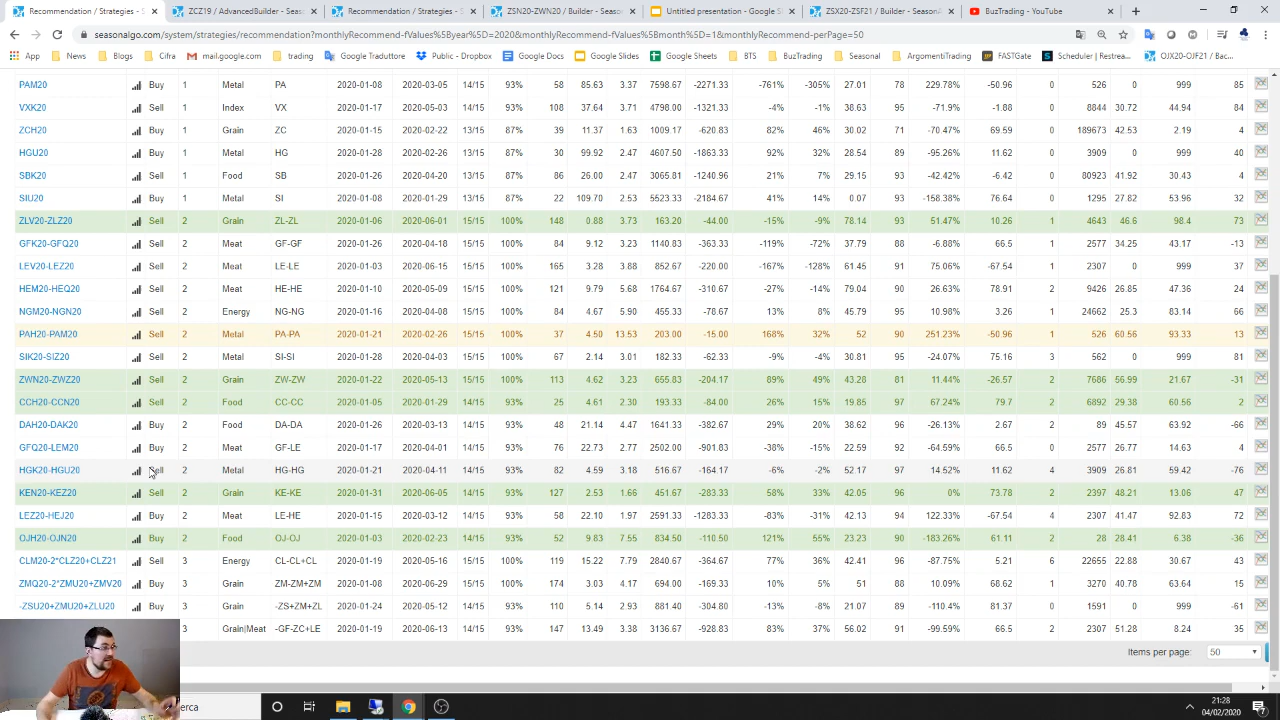 Recommendation / Strategies - S × ZCZ19 / AdvancedBuilder - Seaso × Recommendation / Strategies - S × ZSN20-ZWN20 / Builder - Season × Untitled presentation - Google S × ZSX20-ZSF21 / Builder - SeasonA × BuzTrading - YouTube ×
seasonalgo.com/system/strategies/recommendation?monthlyRecommend-fValues%5Byear%5D=2020&monthlyRecommend-fValues%5Bmonth%5D=1&monthlyRecommend-perPage=50
App News Blogs Cifra mail.google.com trading Google Traduttore Public - Dropbox Google Docs Google Slides Google Sheets BTS BuzTrading ArgomentiTrading FASTGate Scheduler | Restrea... OJX20-OJF21 / Bac...
PAM20 Buy 1 Metal PA 2020-01-08 2020-03-05 14/15 93% 85.63 3.37 7598.67 -2271.33 -761% -305% 27.01 78 229.78% -50.96 0 526 0 999 85
VXK20 Sell 1 Index VX 2020-01-17 2020-05-03 14/15 93% 108 37.64 3.71 4798.00 -1321.33 -4% -1% 38.63 95 -71.9% -1.88 0 8844 30.72 44.94 84
ZCH20 Buy 1 Grain ZC 2020-01-15 2020-02-22 13/15 87% 39 11.37 1.63 1009.17 -620.83 82% 46% 30.02 71 -70.47% 69.59 0 189673 42.53 2.19 4
HGU20 Buy 1 Metal HG 2020-01-28 2020-02-26 13/15 87% 99.92 2.47 4607.50 -1863.33 92% 32% 28.54 89 -95.26% 11.62 0 3909 0 999 40
SBK20 Sell 1 Food SB 2020-01-26 2020-04-20 13/15 87% 26.00 2.47 3065.81 -1240.96 21% 7% 29.15 93 -42.42% -6.42 0 80923 41.92 30.43 4
SIU20 Buy 1 Metal SI 2020-01-08 2020-01-29 13/15 87% 109.70 2.53 5523.33 -2184.67 41% 14% 0.07 93 -158.38% 76.64 0 1295 27.82 53.96 32
ZLV20-ZLZ20 Sell 2 Grain ZL-ZL 2020-01-06 2020-06-01 15/15 100% 148 0.88 3.73 163.20 -44.00 -15% -9% 78.14 93 51.47% 10.26 1 4643 46.6 98.4 73
GFK20-GFQ20 Sell 2 Meat GF-GF 2020-01-26 2020-04-18 15/15 100% 84 9.12 3.23 1140.83 -363.33 -119% -72% 37.79 88 -6.88% 66.5 1 2577 34.25 43.17 -13
LEV20-LEZ20 Sell 2 Meat LE-LE 2020-01-03 2020-06-15 15/15 100% 165 3.28 3.88 852.67 -220.00 -167% -128% 61.45 91 75.06% -67.54 1 2307 0 999 37
HEM20-HEQ20 Sell 2 Meat HE-HE 2020-01-10 2020-05-09 15/15 100% 121 9.79 5.68 1764.67 -310.67 -27% -14% 79.04 90 26.63% 78.91 2 9426 26.85 47.36 24
NGM20-NGN20 Sell 2 Energy NG-NG 2020-01-16 2020-04-08 15/15 100% 84 4.67 5.90 455.33 -78.67 13% 8% 45.79 95 10.98% 3.26 1 24662 25.3 83.14 66
PAH20-PAM20 Sell 2 Metal PA-PA 2020-01-21 2020-02-26 15/15 100% 37 4.50 13.53 203.00 -15.00 168% 32% 52 90 251.23% -50.96 1 526 60.56 93.33 13
SIK20-SIZ20 Sell 2 Metal SI-SI 2020-01-28 2020-04-03 15/15 100% 67 2.14 3.01 182.33 -62.33 -9% -4% 30.81 95 -24.07% 75.16 3 562 0 999 81
ZWN20-ZWZ20 Sell 2 Grain ZW-ZW 2020-01-22 2020-05-13 15/15 100% 113 4.62 3.23 655.83 -204.17 89% 49% 43.28 81 11.44% -26.57 2 7686 56.99 21.67 -31
CCH20-CCN20 Sell 2 Food CC-CC 2020-01-05 2020-01-29 15/15 100% 25 4.61 2.30 193.33 -84.00 26% 15% 19.85 97 67.24% 79.7 2 6892 29.38 60.56 2
DAH20-DAK20 Buy 2 Food DA-DA 2020-01-26 2020-03-13 14/15 93% 48 21.14 4.47 1641.33 -382.67 29% 20% 38.62 96 -26.13% 2.67 2 89 45.57 63.92 -66
GFQ20-LEM20 Buy 2 Meat GF-LE 2020-01-17 2020-04-01 14/15 93% 76 22.73 2.77 2502.00 -901.83 -38% -15% 22.59 92 -64.59% 66.5 2 2577 26.77 14.63 4
HGK20-HGU20 Sell 2 Metal HG-HG 2020-01-21 2020-04-11 14/15 93% 82 4.59 3.18 516.67 -164.17 -6% -2% 52.17 97 14.52% 11.62 4 3909 26.81 59.42 -76
KEN20-KEZ20 Sell 2 Grain KE-KE 2020-01-31 2020-06-05 14/15 93% 127 2.53 1.66 451.67 -283.33 58% 33% 42.05 96 0% 73.78 2 2397 48.21 13.06 47
LEZ20-HEJ20 Buy 2 Meat LE-HE 2020-01-15 2020-03-12 14/15 93% 58 22.10 1.97 2591.33 -1283.33 -83% -31% 42.13 94 122.33% -67.54 4 2307 41.47 92.83 72
OJH20-OJN20 Buy 2 Food OJ-OJ 2020-01-03 2020-02-23 14/15 93% 52 9.83 7.55 834.50 -110.50 121% 55% 23.23 90 -183.26% 61.11 2 28 28.41 6.38 -36
CLM20-2*CLZ20+CLZ21 Sell 3 Energy CL-CL+CL 2020-01-19 2020-05-16 15/15 100% 119 15.22 7.79 2840.67 -364.67 77% 36% 42.41 96 -87.75% 5.21 6 22655 22.88 30.67 43
ZMQ20-2*ZMU20+ZMV20 Buy 3 Grain ZM-ZM+ZM 2020-01-08 2020-06-29 15/15 93% 174 3.03 4.17 694.00 -169.33 10% 5% 51 88 10.09% 68.62 1 3270 40.78 63.64 15
-ZSU20+ZMU20+ZLU20 Buy 3 Grain -ZS+ZM+ZL 2020-01-24 2020-05-12 14/15 93% 5.14 2.93 881.40 -304.80 -13% -8% 21.07 89 -110.4% 81.37 0 1591 0 999 -61
3 Grain|Meat -GF-ZC+LE 2020-01-19 2020-06-13 14/15 93% 147 13.49 3.38 3136.67 -928.83 83% 37% 56.02 91 -99.59% 66.5 2 2307 51.28 8.24 35
Items per page: 50
erca
21:28
04/02/2020